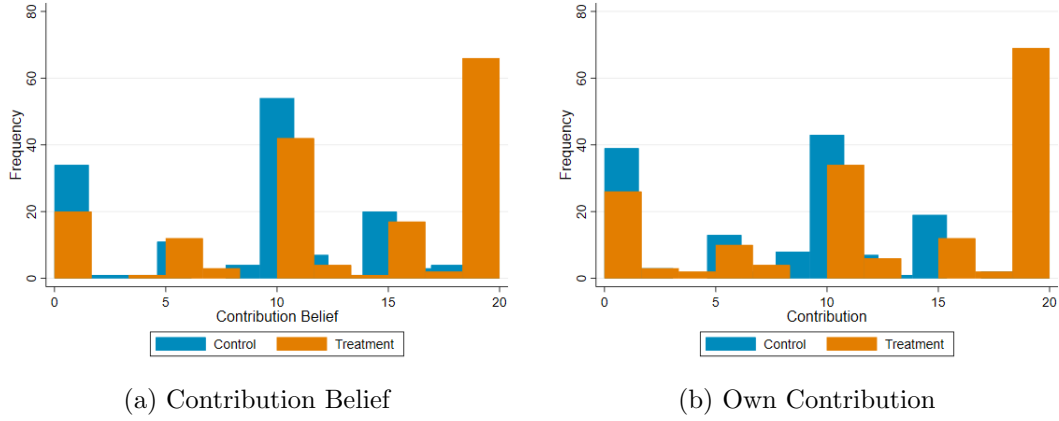 80
60
40
20
0
Frequency
0 5 10 15 20
Contribution Belief
Control Treatment
(a) Contribution Belief
80
60
40
20
0
Frequency
0 5 10 15 20
Contribution
Control Treatment
(b) Own Contribution